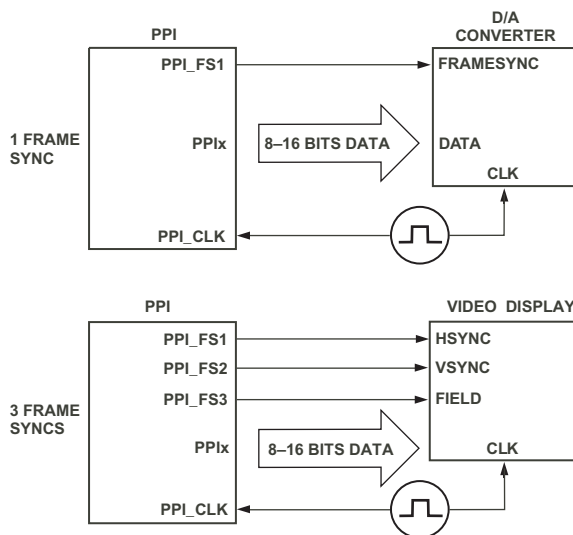 PPI
D/A
CONVERTER
PPI_FS1
FRAMESYNC
1 FRAME
SYNC
PPIx
8–16 BITS DATA
DATA
CLK
PPI_CLK
PPI
VIDEO DISPLAY
PPI_FS1
HSYNC
PPI_FS2
VSYNC
PPI_FS3
FIELD
3 FRAME
SYNCS
PPIx
8–16 BITS DATA
CLK
PPI_CLK